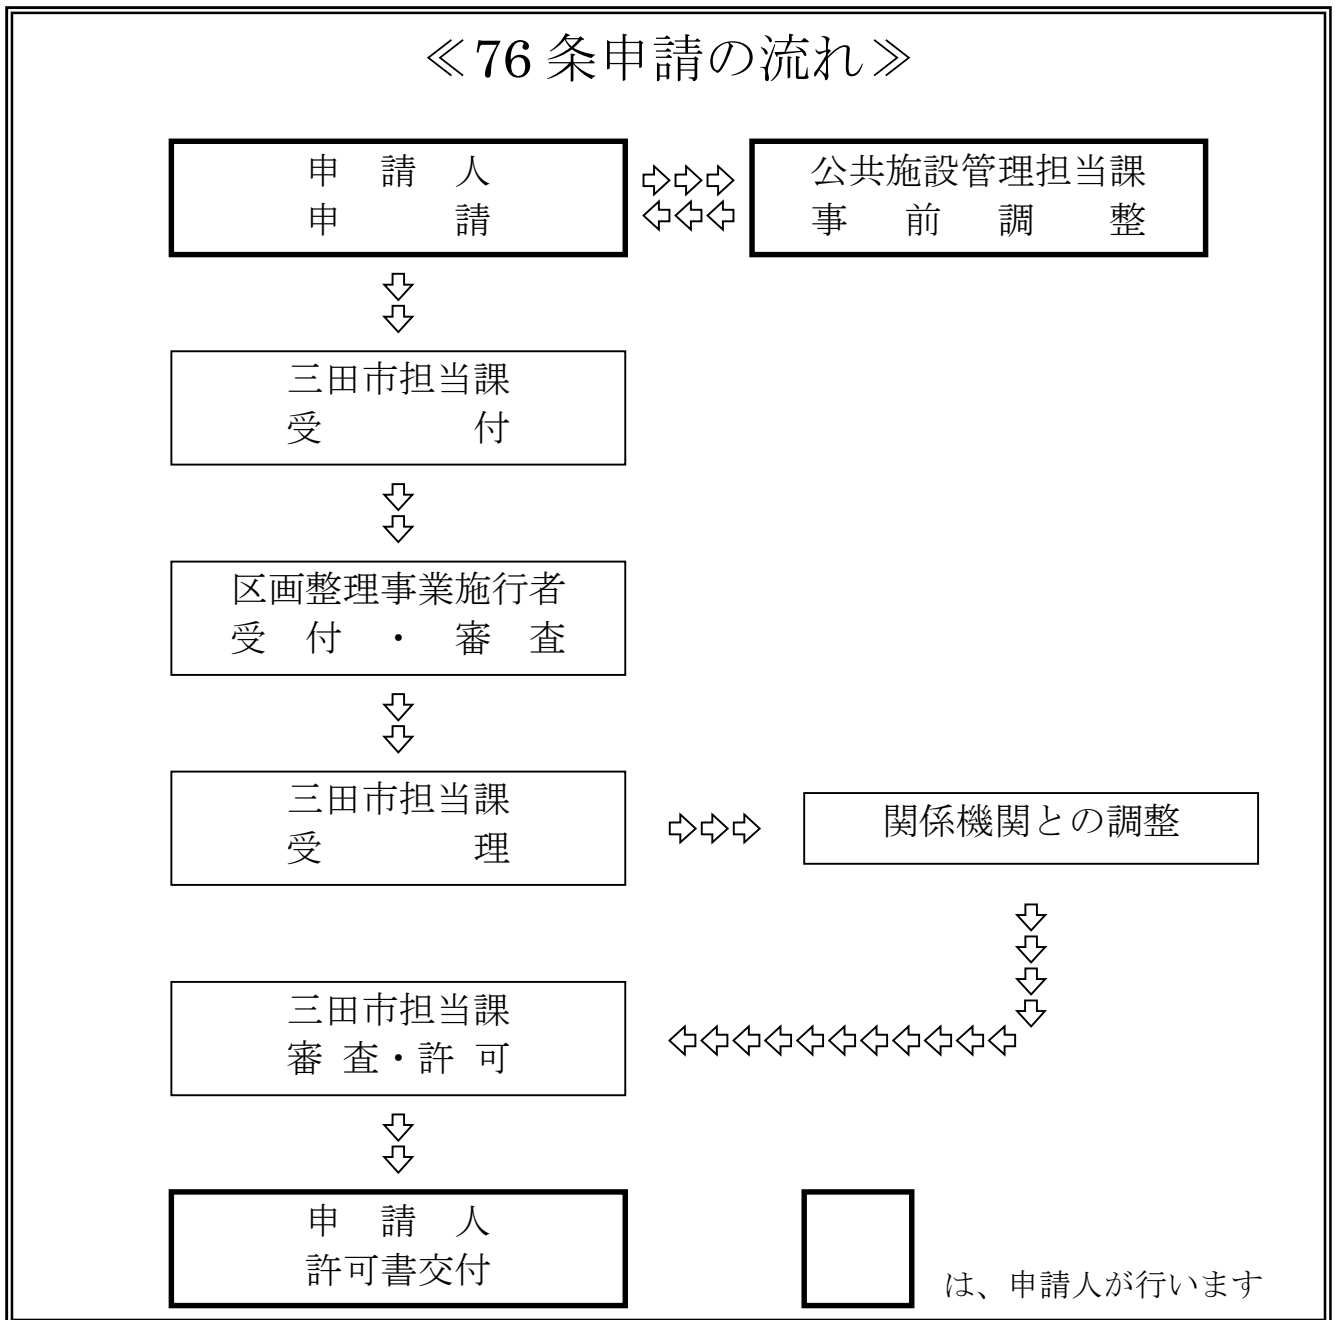 ≪76条申請の流れ≫
申請人
申請
公共施設管理担当課
事前調整
三田市担当課
受付
区画整理事業施行者
受付・審査
三田市担当課
受理
関係機関との調整
三田市担当課
審査・許可
申請人
許可書交付
は、申請人が行います